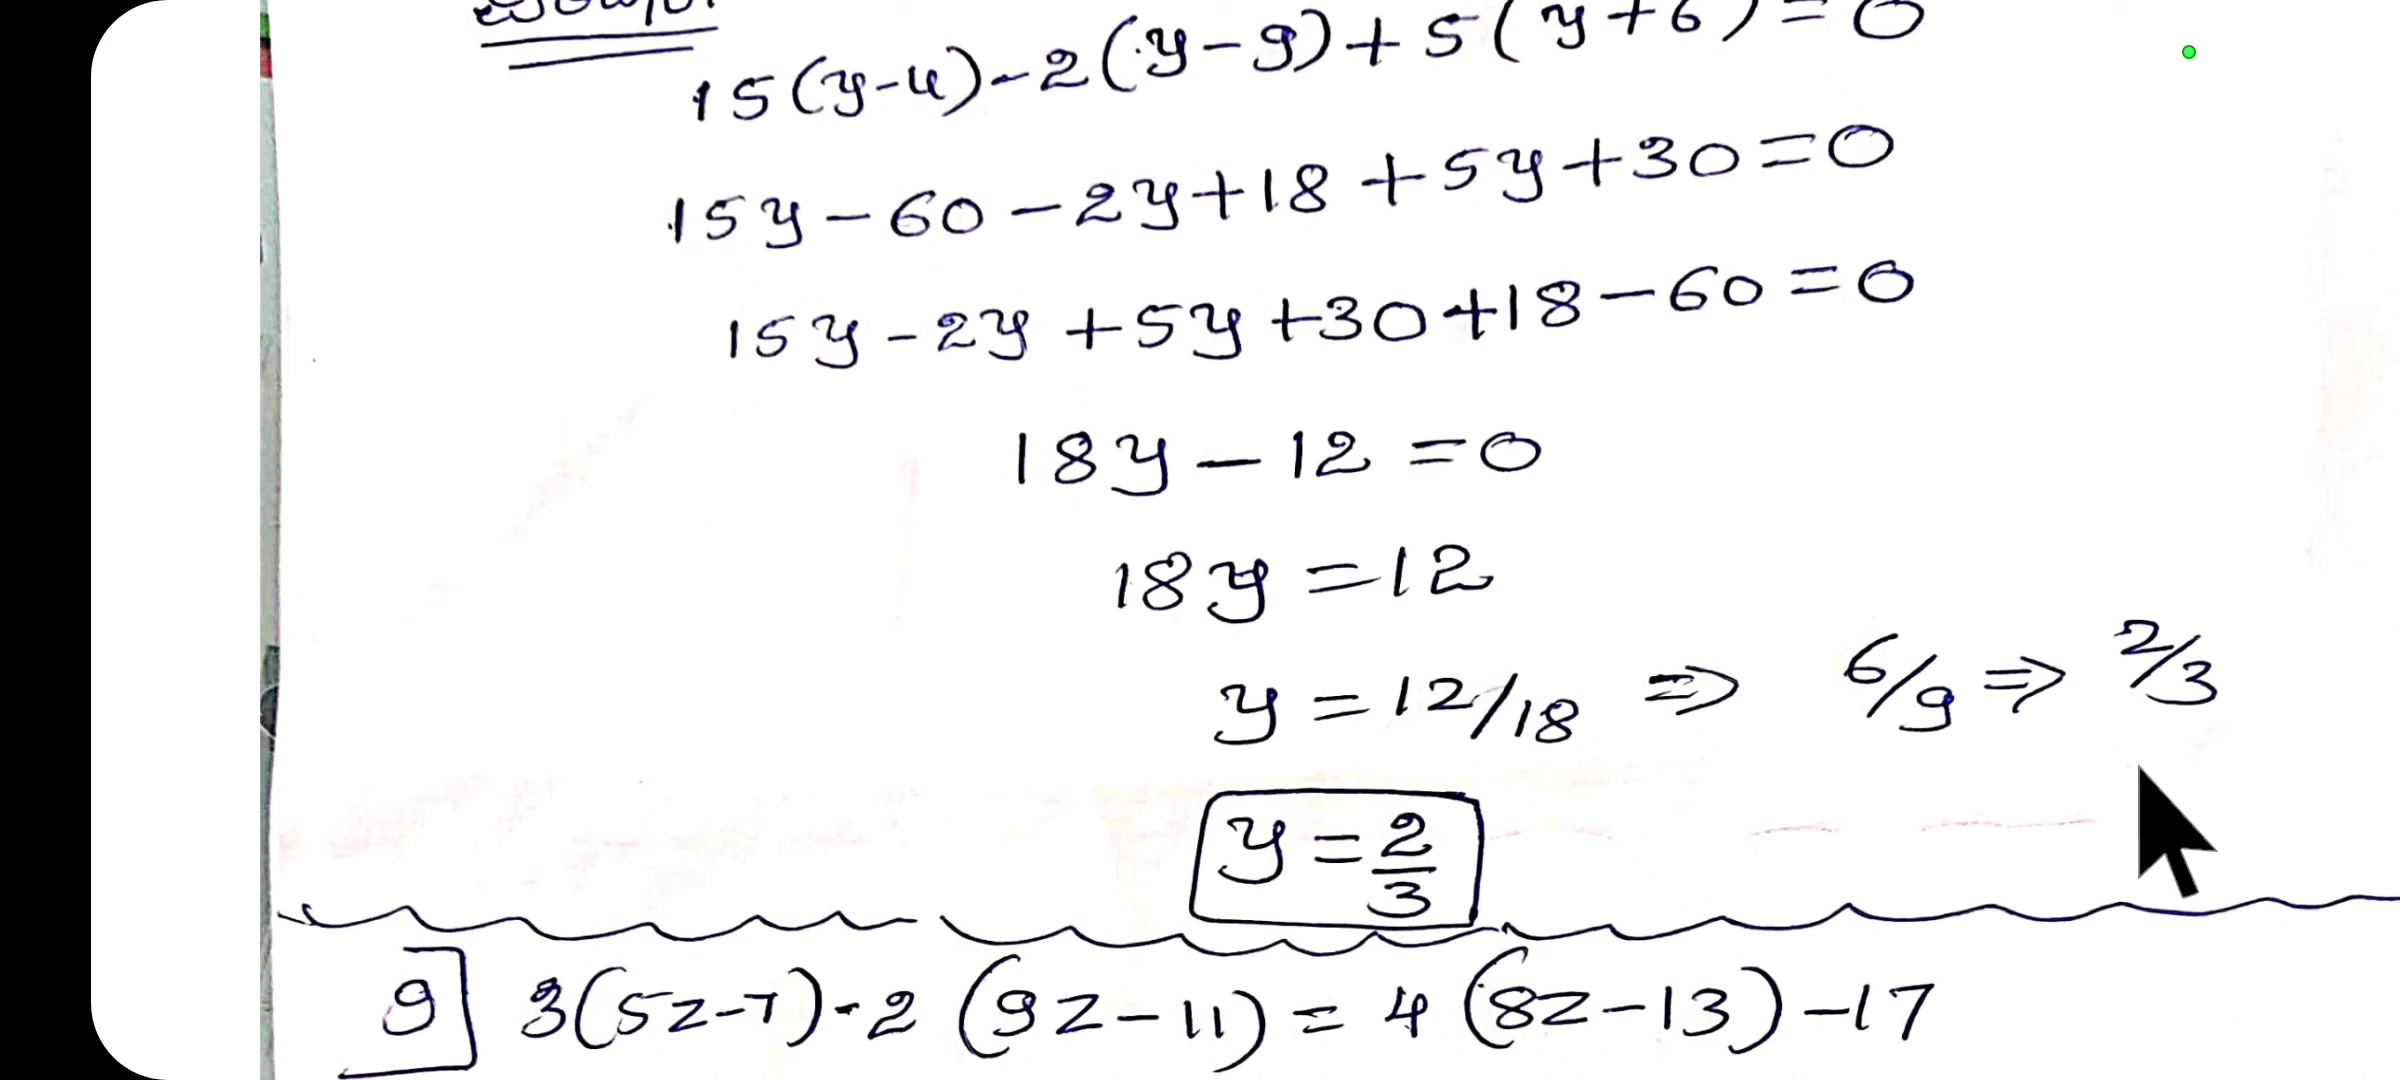 15(y-4)-2(y-9)+5(y+6)=0
15y-60-2y+18+5y+30=0
15y-2y+5y+30+18-60=0
18y-12=0
18y=12
y=12/18 => 6/9 => 2/3
y=2/3
9] 3(5z-7)-2(9z-11)=4(8z-13)-17